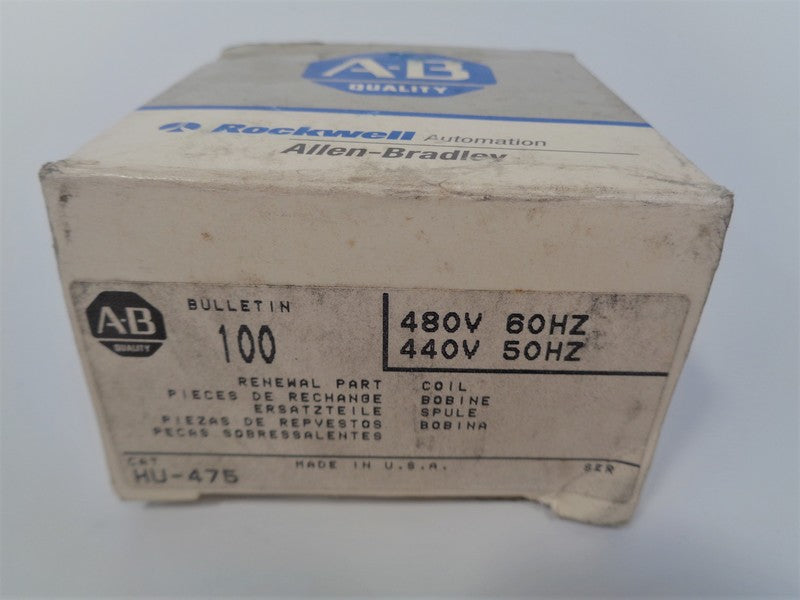 A-B
QUALITY
Rockwell Automation
Allen-Bradley
A-B
QUALITY
BULLETIN
100
480V 60HZ
440V 50HZ
RENEWAL PART COIL
PIECES DE RECHANGE BOBINE
ERSATZTEILE SPULE
PIEZAS DE REPVESTOS BOBINA
PECAS SOBRESSALENTES
CAT MADE IN U.S.A. SER
HU-475